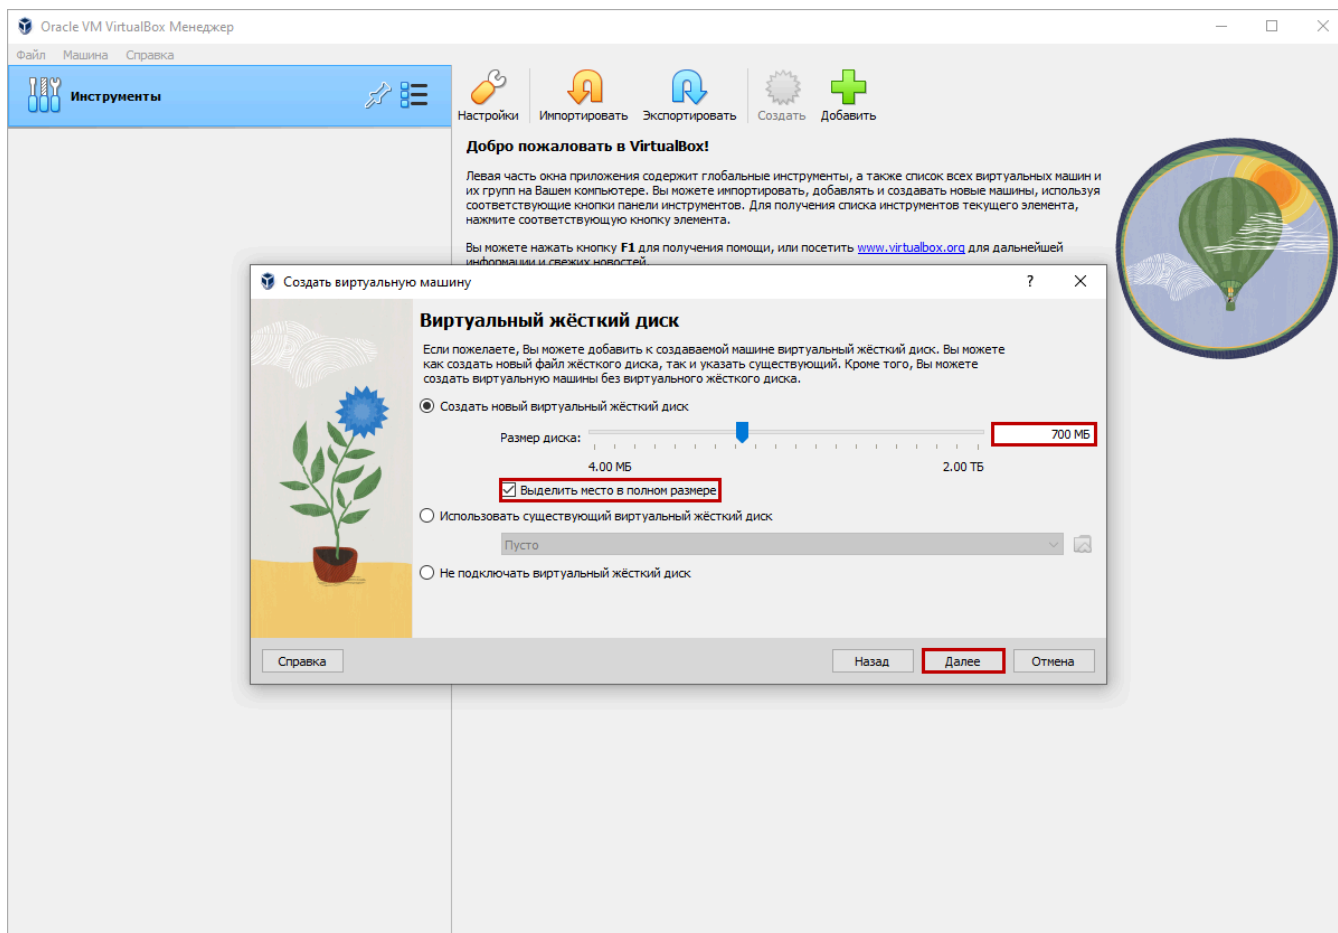 Oracle VM VirtualBox Менеджер
Файл Машина Справка
Инструменты
Настройки Импортировать Экспортировать Создать Добавить
Добро пожаловать в VirtualBox!
Левая часть окна приложения содержит глобальные инструменты, а также список всех виртуальных машин и
их групп на Вашем компьютере. Вы можете импортировать, добавлять и создавать новые машины, используя
соответствующие кнопки панели инструментов. Для получения списка инструментов текущего элемента,
нажмите соответствующую кнопку элемента.
Вы можете нажать кнопку F1 для получения помощи, или посетить www.virtualbox.org для дальнейшей
информации и свежих новостей.
Создать виртуальную машину
Виртуальный жёсткий диск
Если пожелаете, Вы можете добавить к создаваемой машине виртуальный жёсткий диск. Вы можете
как создать новый файл жёсткого диска, так и указать существующий. Кроме того, Вы можете
создать виртуальную машины без виртуального жёсткого диска.
Создать новый виртуальный жёсткий диск
Размер диска: 700 МБ
4.00 МБ 2.00 ТБ
Выделить место в полном размере
Использовать существующий виртуальный жёсткий диск
Пусто
Не подключать виртуальный жёсткий диск
Справка Назад Далее Отмена